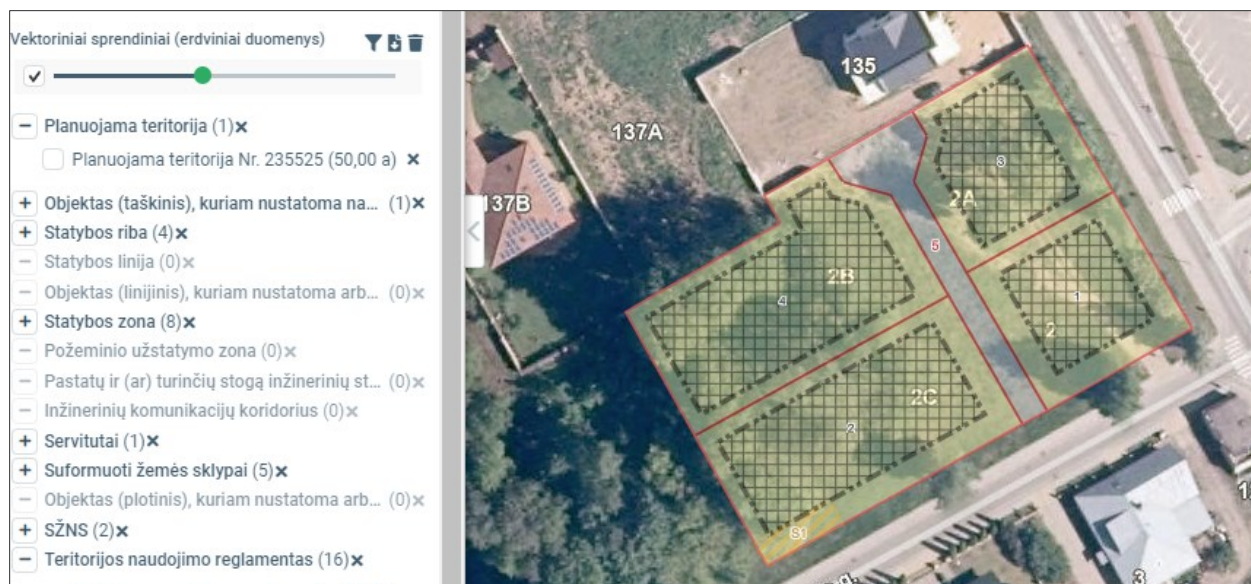 Vektoriniai sprendiniai (erdviniai duomenys)
Planuojama teritorija (1)
Planuojama teritorija Nr. 235525 (50,00 a)
Objektas (taškinis), kuriam nustatoma na... (1)
Statybos riba (4)
Statybos linija (0)
Objektas (linijinis), kuriam nustatoma arb... (0)
Statybos zona (8)
Požeminio užstatymo zona (0)
Pastatų ir (ar) turinčių stogą inžinerinių st... (0)
Inžinerinių komunikacijų koridorius (0)
Servitutai (1)
Suformuoti žemės sklypai (5)
Objektas (plotinis), kuriam nustatoma arb... (0)
SŽNS (2)
Teritorijos naudojimo reglamentas (16)
135
137A
3
137B
2A
5
2B
4
1
2
2C
2
S1
3